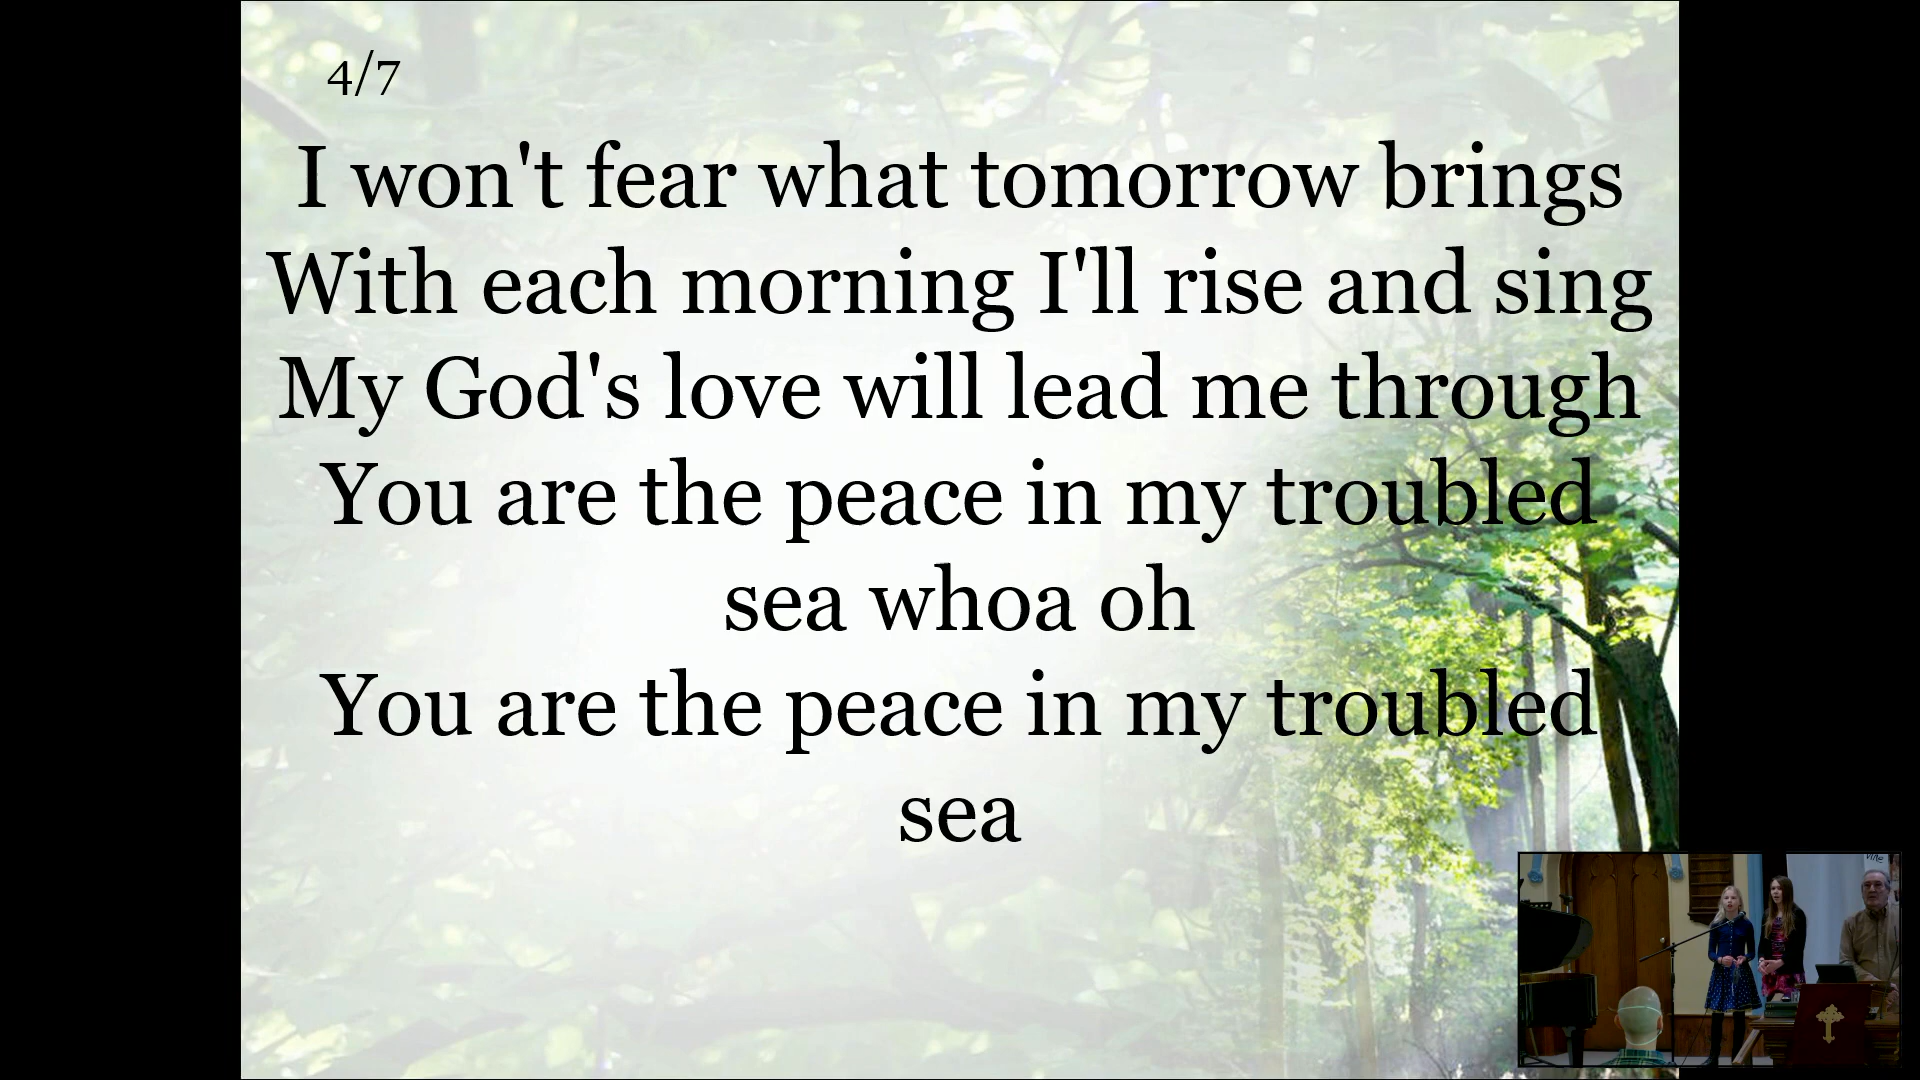 4/7
I won't fear what tomorrow brings
With each morning I'll rise and sing
My God's love will lead me through
You are the peace in my troubled
sea whoa oh
You are the peace in my troubled
sea